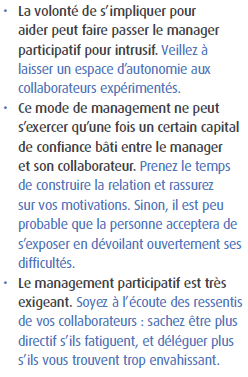 · La volonté de s'impliquer pour
aider peut faire passer le manager
participatif pour intrusif. Veillez à
laisser un espace d'autonomie aux
collaborateurs expérimentés.
· Ce mode de management ne peut
s'exercer qu'une fois un certain capital
de confiance bâti entre le manager
et son collaborateur. Prenez le temps
de construire la relation et rassurez
sur vos motivations. Sinon, il est peu
probable que la personne acceptera de
s'exposer en dévoilant ouvertement ses
difficultés.
· Le management participatif est très
exigeant. Soyez à l'écoute des ressentis
de vos collaborateurs : sachez être plus
directif s'ils fatiguent, et déléguer plus
s'ils vous trouvent trop envahissant.